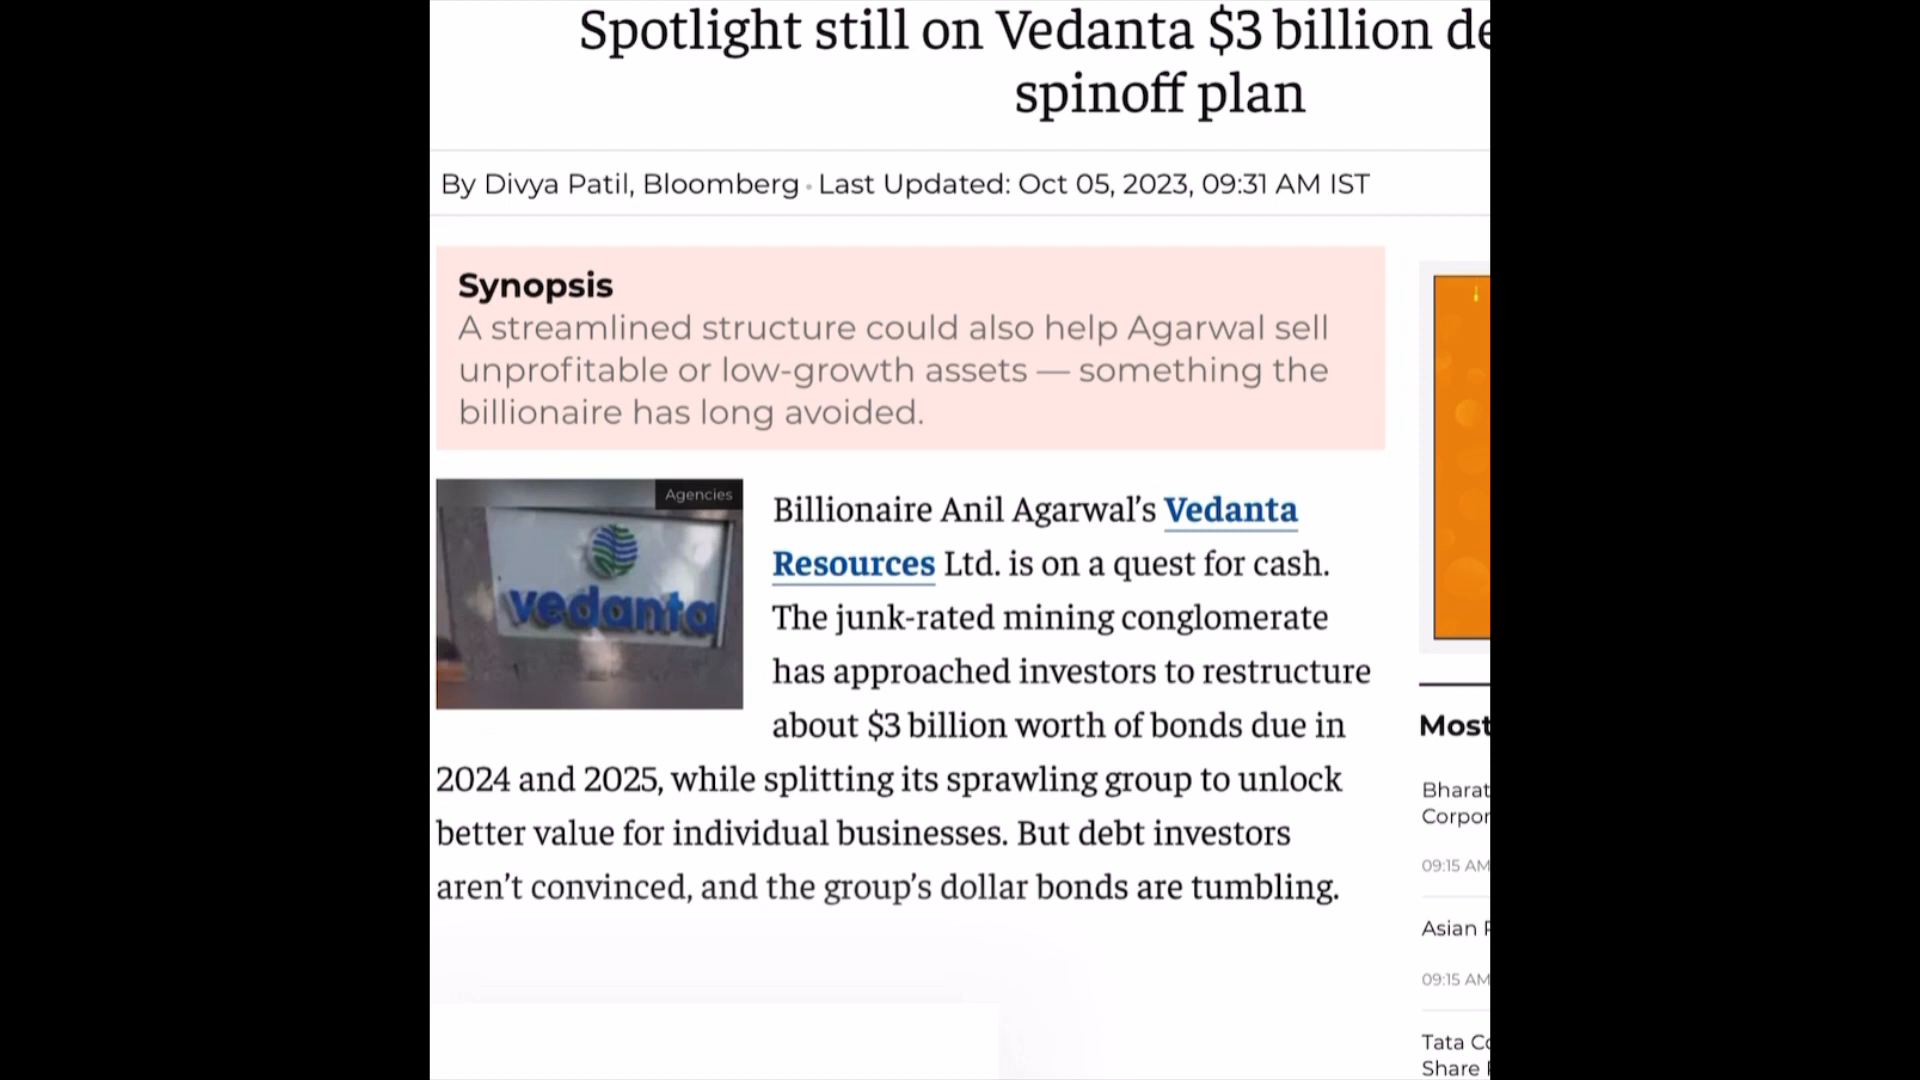 Spotlight still on Vedanta $3 billion
spinoff plan
By Divya Patil, Bloomberg • Last Updated: Oct 05, 2023, 09:31 AM IST
Synopsis
A streamlined structure could also help Agarwal sell
unprofitable or low-growth assets — something the
billionaire has long avoided.
Agencies
vedanta
Billionaire Anil Agarwal’s Vedanta
Resources Ltd. is on a quest for cash.
The junk-rated mining conglomerate
has approached investors to restructure
about $3 billion worth of bonds due in
2024 and 2025, while splitting its sprawling group to unlock
better value for individual businesses. But debt investors
aren’t convinced, and the group’s dollar bonds are tumbling.
Most
Bharat
09:15 AM
Asian
09:15 AM
Tata
Share